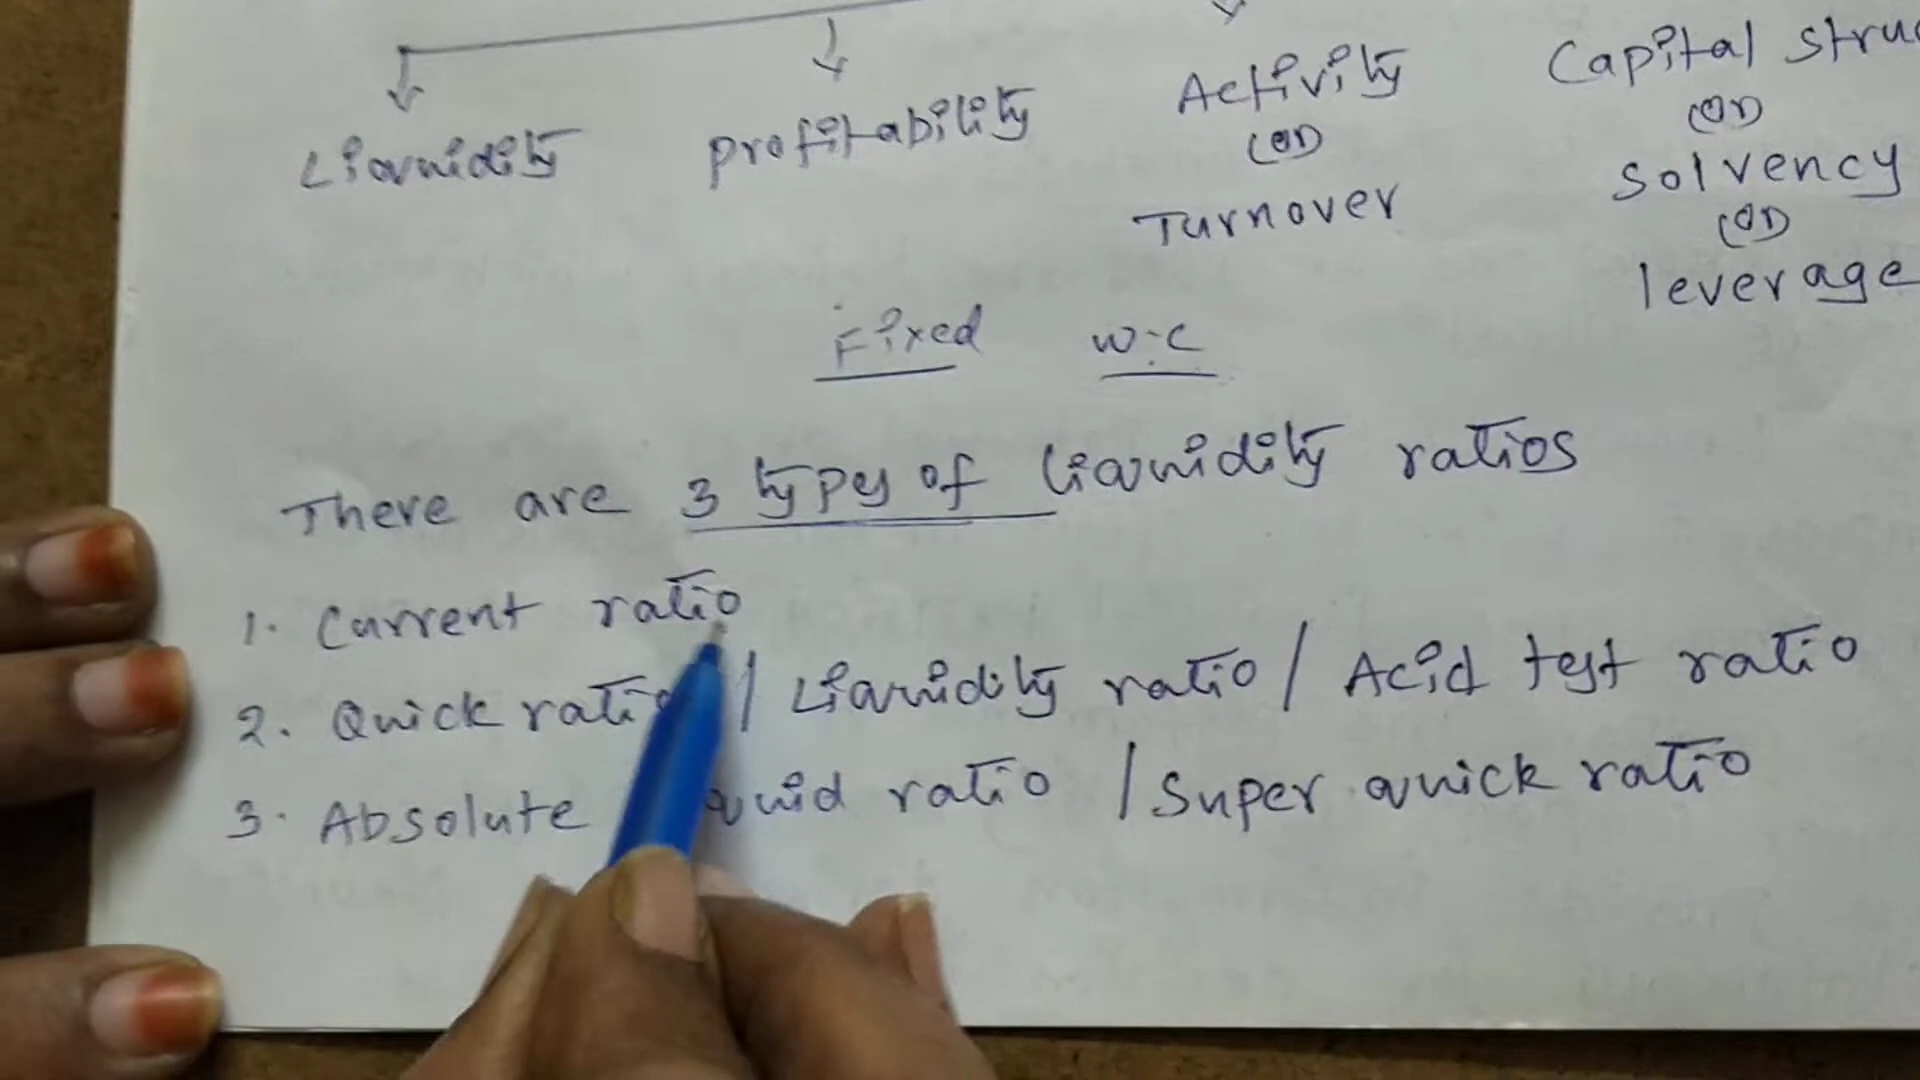 Liquidity Profitability Activity Capital
(OR) (OR)
Turnover Solvency
(OR)
leverage
Fixed W.C
There are 3 types of liquidity ratios
1. Current ratio
2. Quick ratio / Liquidity ratio / Acid test ratio
3. Absolute ratio / Super quick ratio